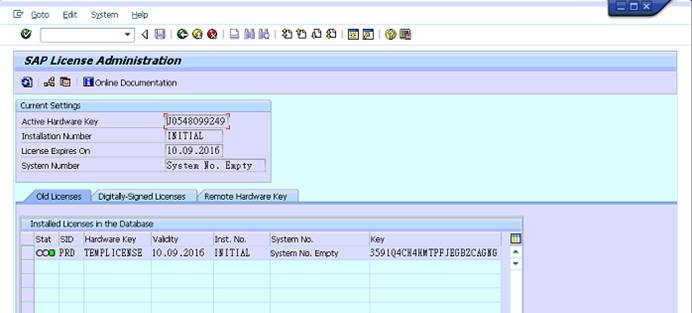 Goto Edit System Help
SAP License Administration
Online Documentation
Current Settings
Active Hardware Key U0548099249
Installation Number INITIAL
License Expires On 10.09.2016
System Number System No. Empty
Old Licenses Digitally-Signed Licenses Remote Hardware Key
Installed Licenses in the Database
Stat SID Hardware Key Validity Inst. No. System No. Key
PRD TEMPLICENSE 10.09.2016 INITIAL System No. Empty 3591Q4CH4HMTPFJEGBZCAGNG